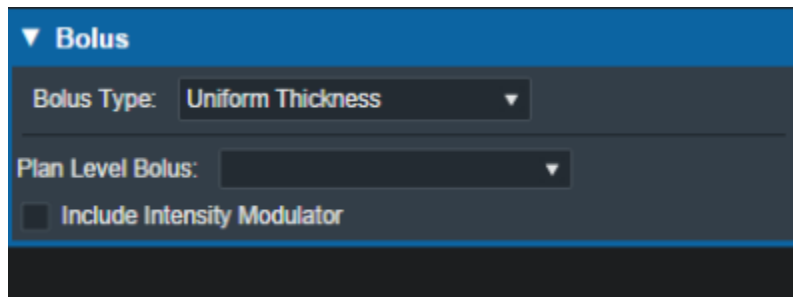 Bolus
Bolus Type: Uniform Thickness
Plan Level Bolus:
Include Intensity Modulator